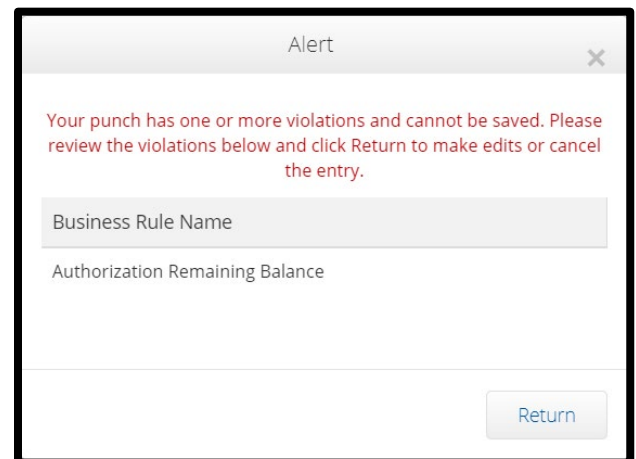 Alert
×
Your punch has one or more violations and cannot be saved. Please
review the violations below and click Return to make edits or cancel
the entry.
Business Rule Name
Authorization Remaining Balance
Return